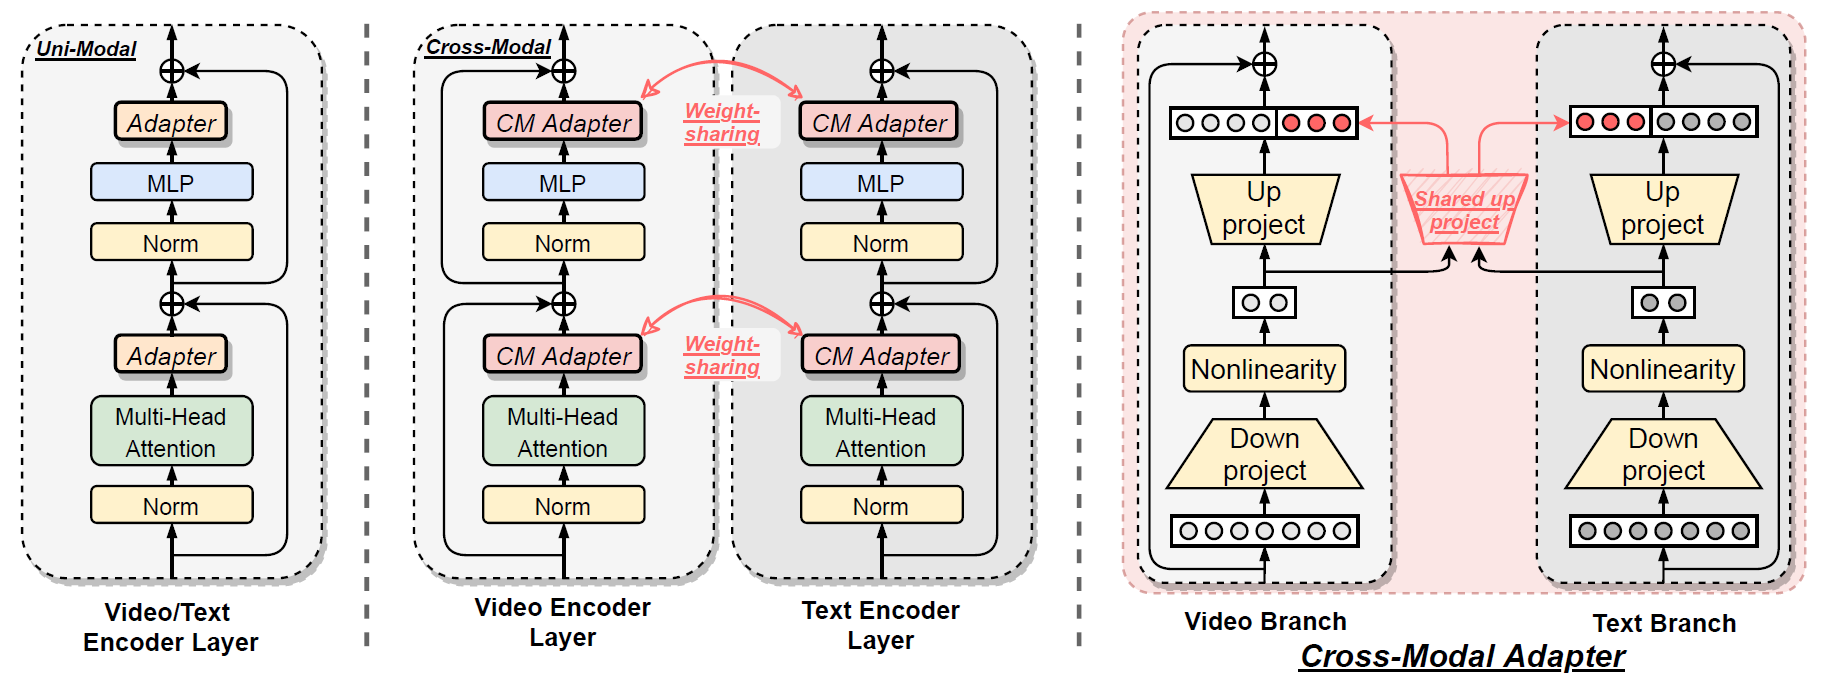 Uni-Modal
Adapter
MLP
Norm
Adapter
Multi-Head
Attention
Norm
Video/Text
Encoder Layer
Cross-Modal
CM Adapter
MLP
Norm
CM Adapter
Multi-Head
Attention
Norm
Video Encoder
Layer
Weight-
sharing
Weight-
sharing
CM Adapter
MLP
Norm
CM Adapter
Multi-Head
Attention
Norm
Text Encoder
Layer
Up
project
Nonlinearity
Down
project
Video Branch
Shared up
project
Up
project
Nonlinearity
Down
project
Text Branch
Cross-Modal Adapter